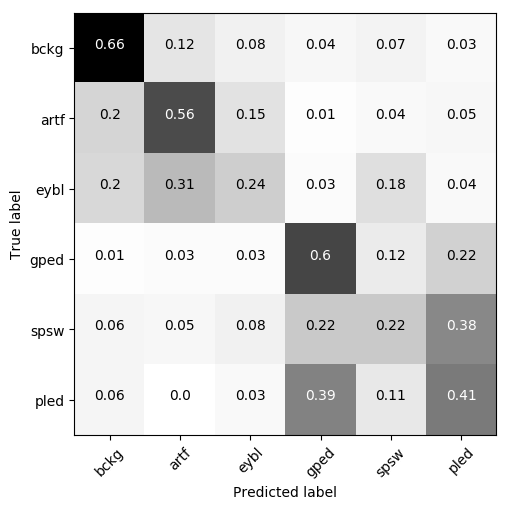 True label
bckg 0.66 0.12 0.08 0.04 0.07 0.03
artf 0.2 0.56 0.15 0.01 0.04 0.05
eybl 0.2 0.31 0.24 0.03 0.18 0.04
gped 0.01 0.03 0.03 0.6 0.12 0.22
spsw 0.06 0.05 0.08 0.22 0.22 0.38
pled 0.06 0.0 0.03 0.39 0.11 0.41
bckg artf eybl gped spsw pled
Predicted label